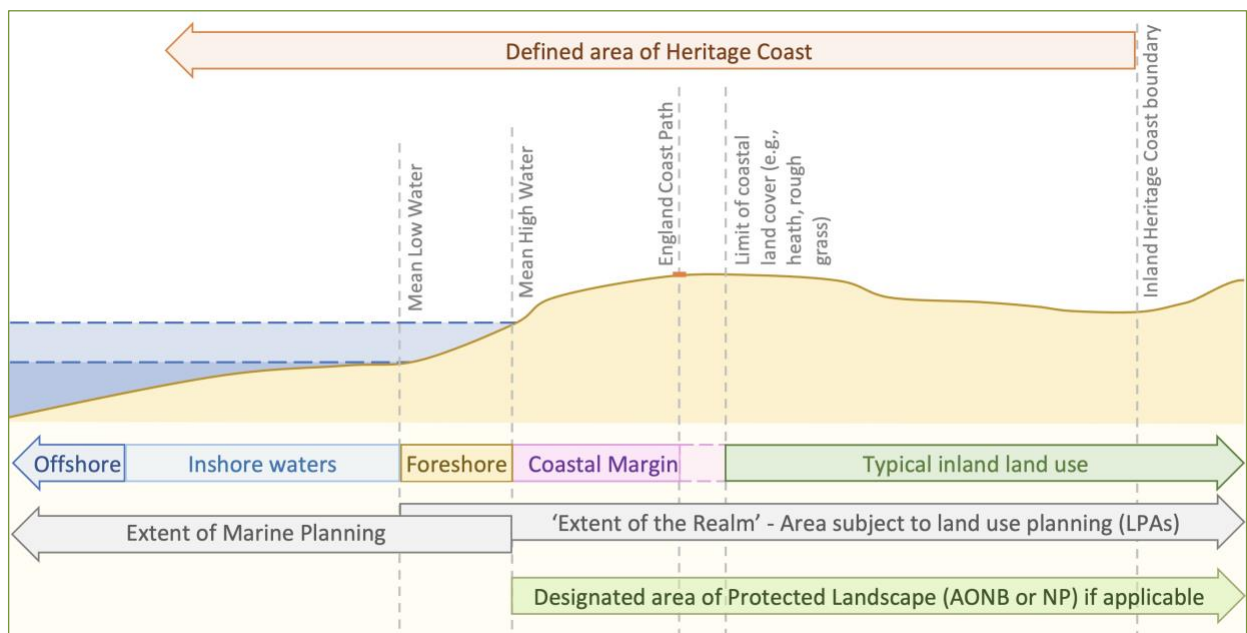 Defined area of Heritage Coast
Mean Low Water
Mean High Water
England Coast Path
Limit of coastal
land cover (e.g.,
heath, rough
grass)
Inland Heritage Coast boundary
Offshore
Inshore waters
Foreshore
Coastal Margin
Typical inland land use
Extent of Marine Planning
‘Extent of the Realm’ - Area subject to land use planning (LPAs)
Designated area of Protected Landscape (AONB or NP) if applicable